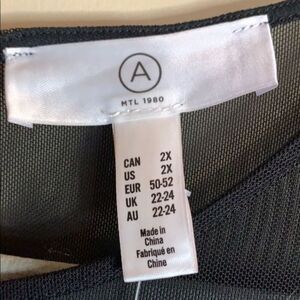 A
MTL 1980
CAN 2X
US 2X
EUR 50-52
UK 22-24
AU 22-24
Made in
China
Fabriqué en
Chine